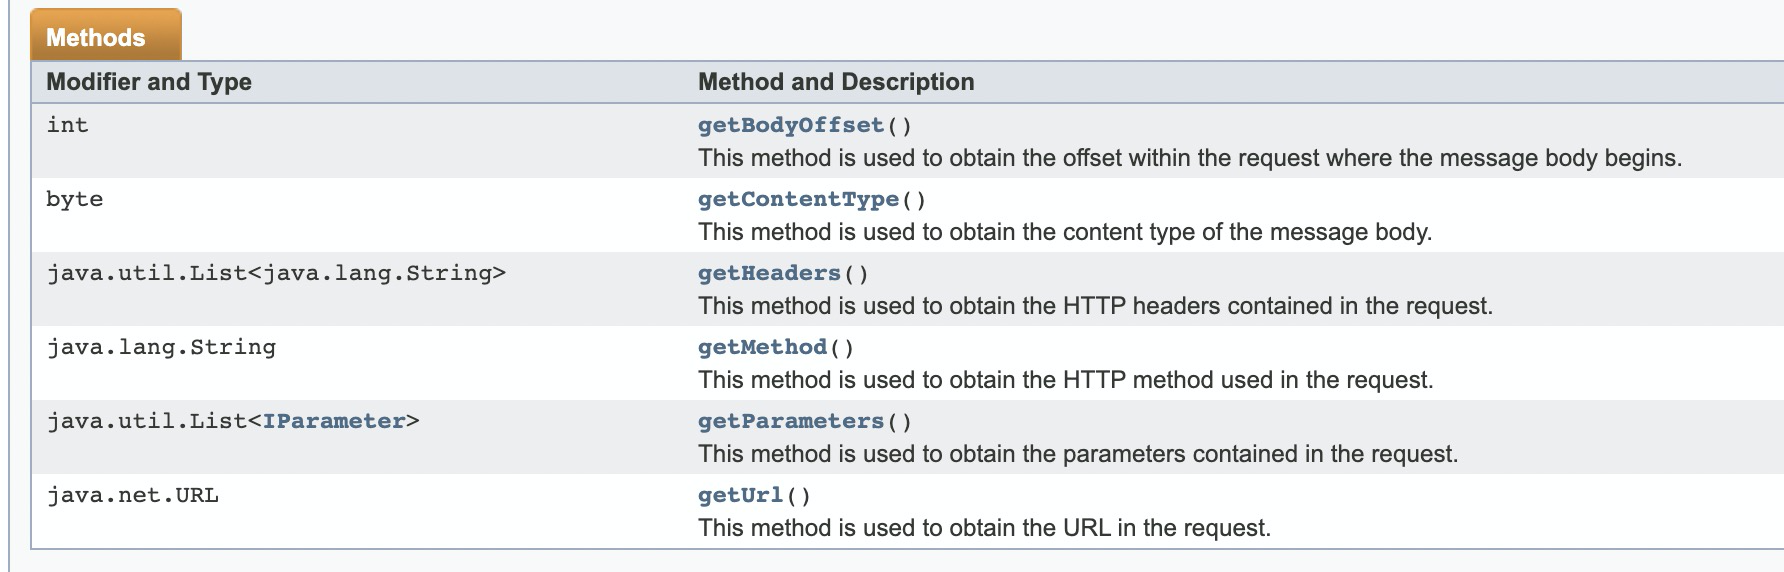 Methods
Modifier and Type Method and Description
int getBodyOffset()
This method is used to obtain the offset within the request where the message body begins.
byte getContentType()
This method is used to obtain the content type of the message body.
java.util.List<java.lang.String> getHeaders()
This method is used to obtain the HTTP headers contained in the request.
java.lang.String getMethod()
This method is used to obtain the HTTP method used in the request.
java.util.List<IParameter> getParameters()
This method is used to obtain the parameters contained in the request.
java.net.URL getUrl()
This method is used to obtain the URL in the request.